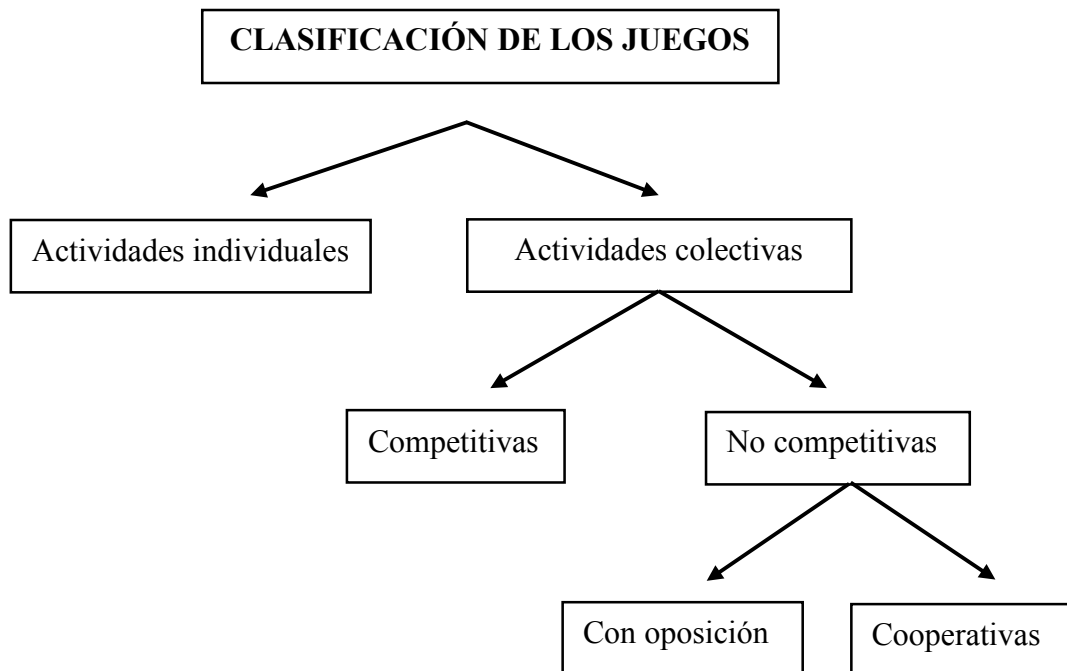 CLASIFICACIÓN DE LOS JUEGOS
Actividades individuales
Actividades colectivas
Competitivas
No competitivas
Con oposición
Cooperativas